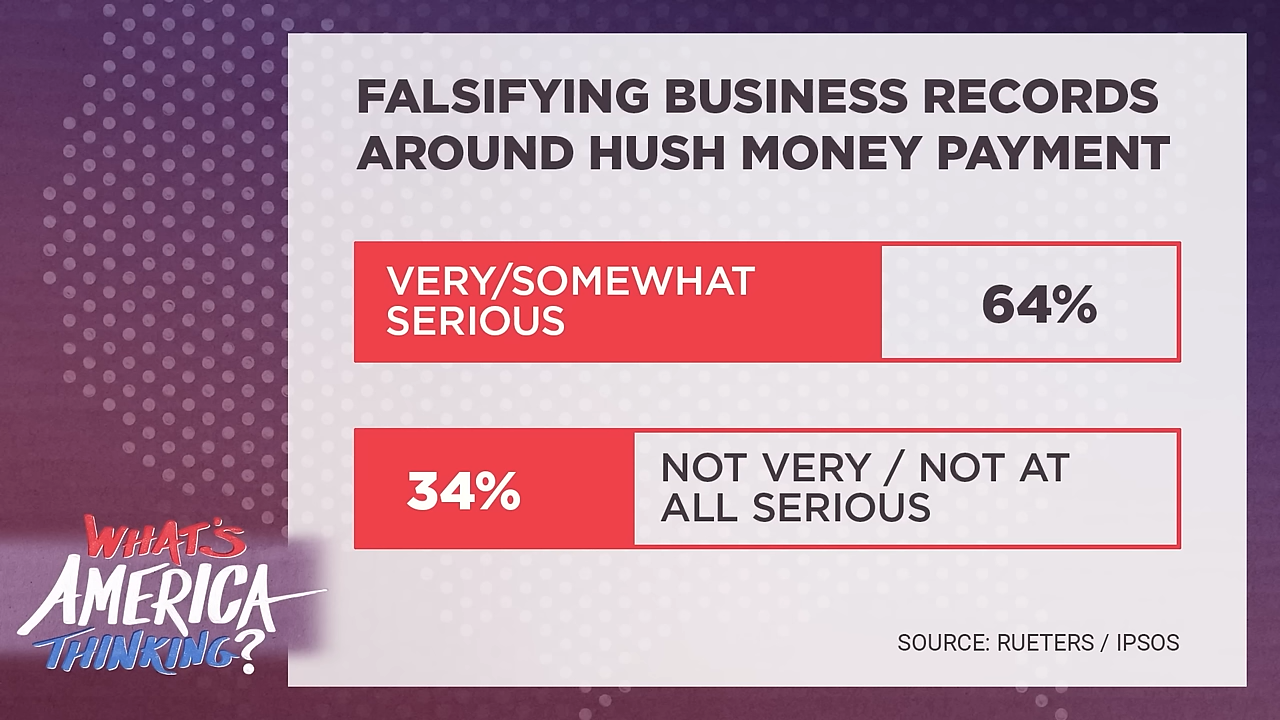 FALSIFYING BUSINESS RECORDS
AROUND HUSH MONEY PAYMENT
VERY/SOMEWHAT
SERIOUS
64%
34%
NOT VERY / NOT AT
ALL SERIOUS
WHAT'S
AMERICA
THINKING?
SOURCE: RUETERS / IPSOS